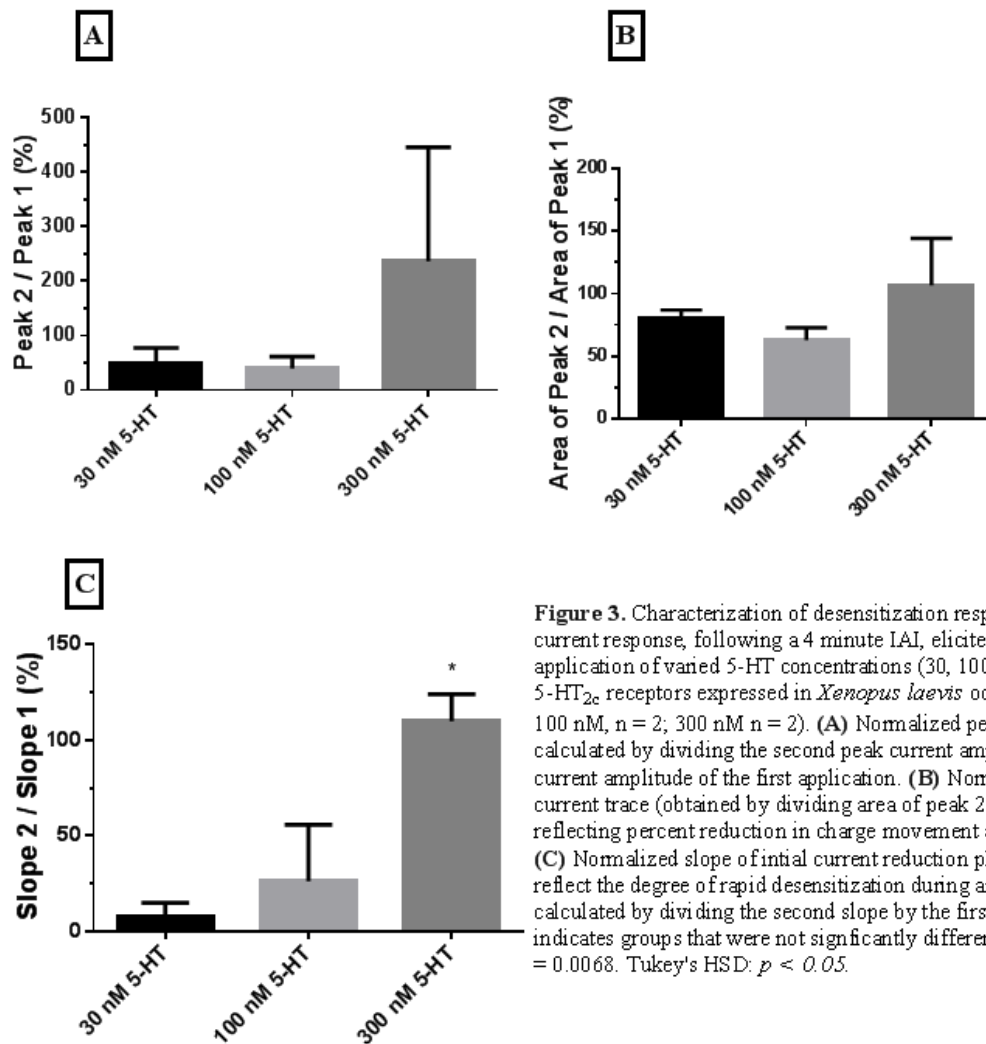 A
B
Peak 2 / Peak 1 (%)
500
400
300
200
100
0
30 nM 5-HT
100 nM 5-HT
300 nM 5-HT
Area of Peak 2 / Area of Peak 1 (%)
200
150
100
50
0
30 nM 5-HT
100 nM 5-HT
300 nM 5-HT
C
Slope 2 / Slope 1 (%)
150
100
50
0
*
30 nM 5-HT
100 nM 5-HT
300 nM 5-HT
Figure 3. Characterization of desensitization resp
current response, following a 4 minute IAI, elicite
application of varied 5-HT concentrations (30, 100
5-HT2c receptors expressed in Xenopus laevis oo
100 nM, n = 2; 300 nM n = 2). (A) Normalized pe
calculated by dividing the second peak current amp
current amplitude of the first application. (B) Norm
current trace (obtained by dividing area of peak 2
reflecting percent reduction in charge movement a
(C) Normalized slope of intial current reduction pl
reflect the degree of rapid desensitization during a
calculated by dividing the second slope by the first
indicates groups that were not signficantly differe
= 0.0068. Tukey's HSD: p < 0.05.